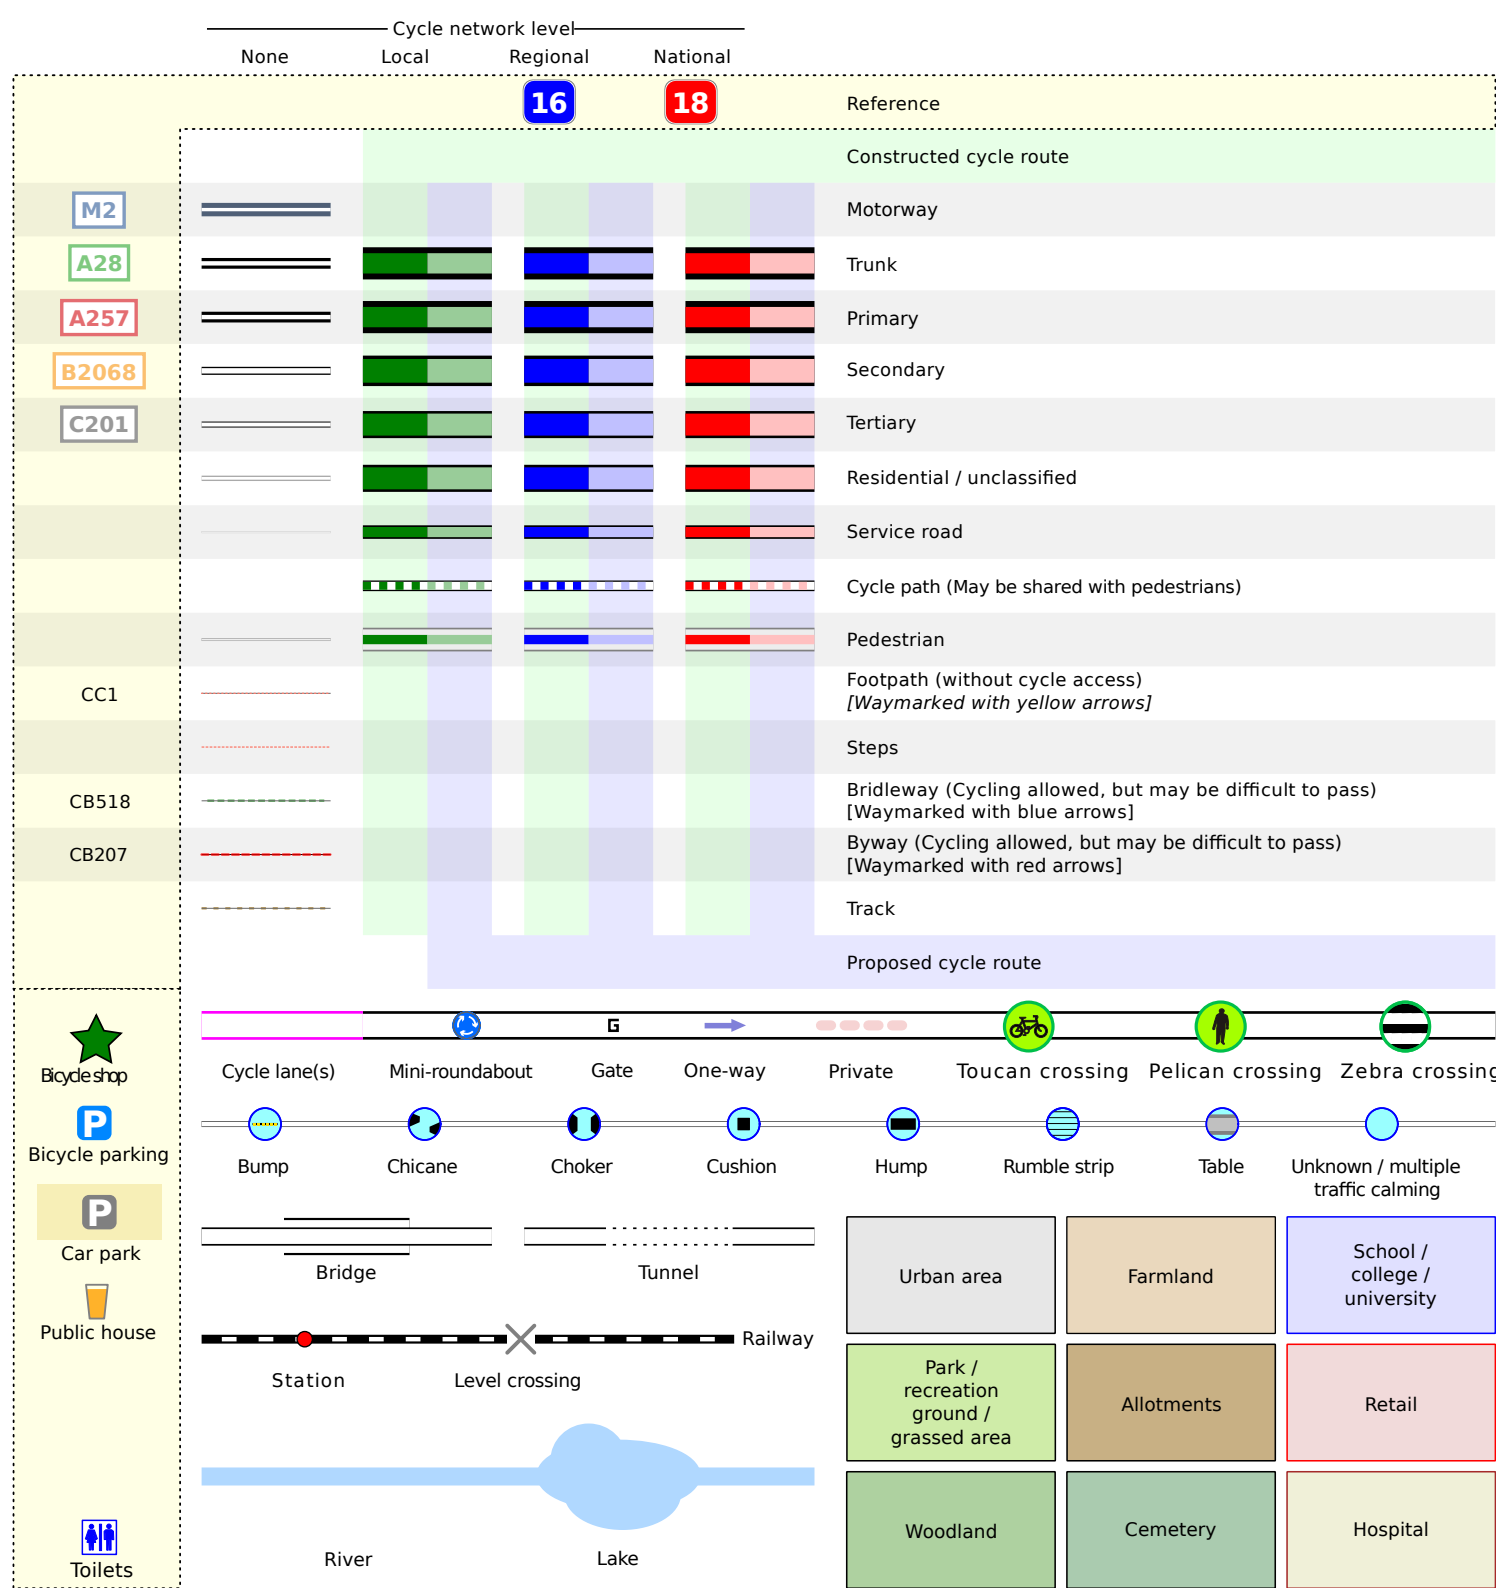 Cycle network level
None Local Regional National
16 18 Reference
Constructed cycle route
M2 Motorway
A28 Trunk
A257 Primary
B2068 Secondary
C201 Tertiary
Residential / unclassified
Service road
Cycle path (May be shared with pedestrians)
Pedestrian
CC1 Footpath (without cycle access)
[Waymarked with yellow arrows]
Steps
CB518 Bridleway (Cycling allowed, but may be difficult to pass)
[Waymarked with blue arrows]
CB207 Byway (Cycling allowed, but may be difficult to pass)
[Waymarked with red arrows]
Track
Proposed cycle route
G
Bicycle shop Cycle lane(s) Mini-roundabout Gate One-way Private Toucan crossing Pelican crossing Zebra crossing
P
Bicycle parking
Bump Chicane Choker Cushion Hump Rumble strip Table Unknown / multiple
traffic calming
P
Car park
Bridge Tunnel
Public house
Railway
Station Level crossing
River Lake
Toilets
Urban area
Farmland
School /
college /
university
Park /
recreation
ground /
grassed area
Allotments
Retail
Woodland
Cemetery
Hospital